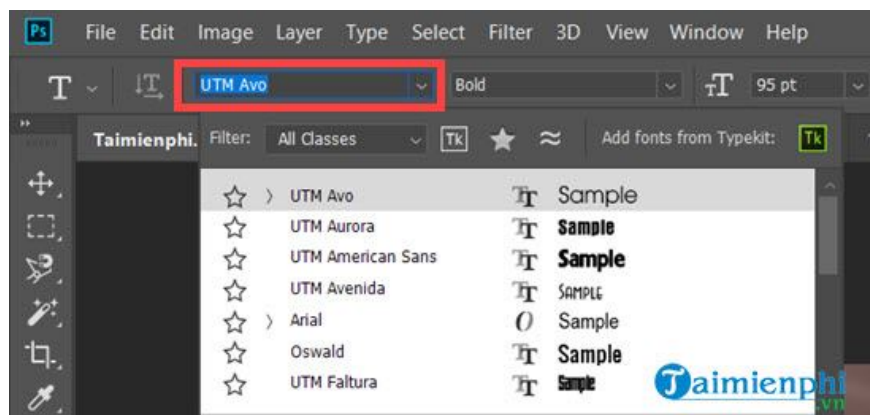 Ps File Edit Image Layer Type Select Filter 3D View Window Help
T T UTM Avo Bold TT 95 pt
Taimienphi. Filter: All Classes Tk Add fonts from Typekit: Tk
UTM Avo Sample
UTM Aurora Sample
UTM American Sans Sample
UTM Avenida SAMPLE
Arial O Sample
Oswald Sample
UTM Faltura Sample
Taimienphi
.vn